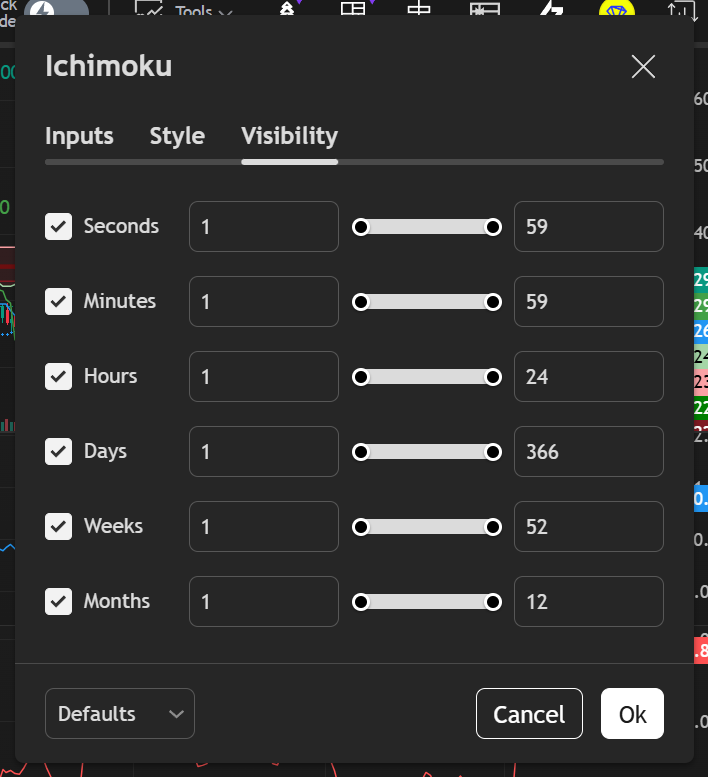 Tools
Ichimoku
Inputs Style Visibility
Seconds 1 59
Minutes 1 59
Hours 1 24
Days 1 366
Weeks 1 52
Months 1 12
Defaults Cancel Ok